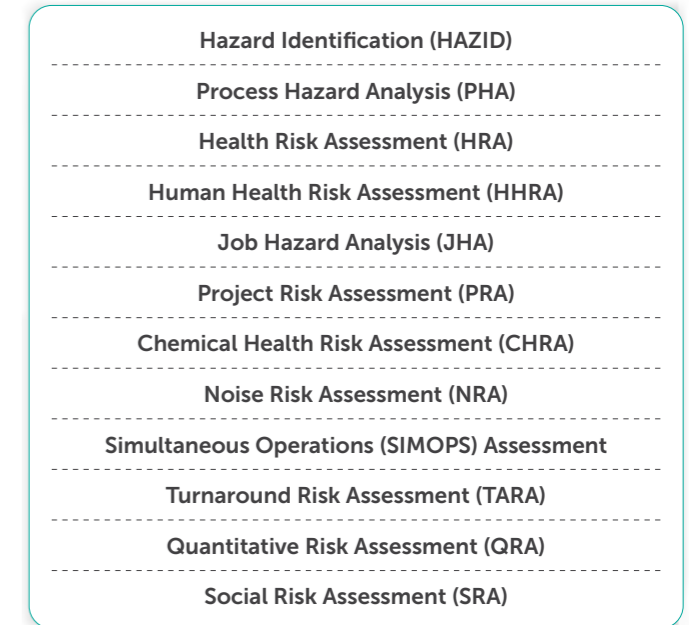 Hazard Identification (HAZID)
Process Hazard Analysis (PHA)
Health Risk Assessment (HRA)
Human Health Risk Assessment (HHRA)
Job Hazard Analysis (JHA)
Project Risk Assessment (PRA)
Chemical Health Risk Assessment (CHRA)
Noise Risk Assessment (NRA)
Simultaneous Operations (SIMOPS) Assessment
Turnaround Risk Assessment (TARA)
Quantitative Risk Assessment (QRA)
Social Risk Assessment (SRA)